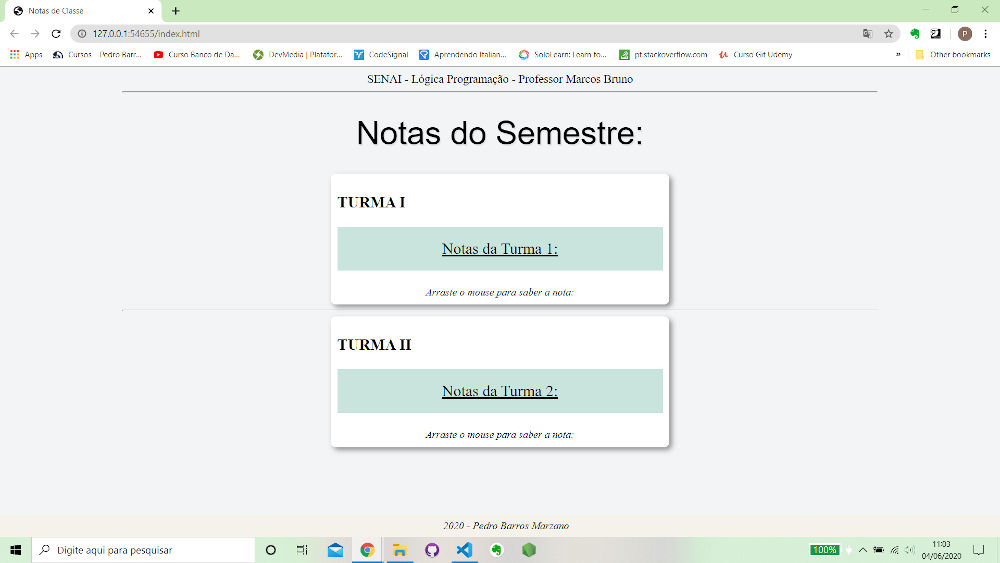 Notas de Classe
127.0.0.1:54655/index.html
P
Apps
Cursos - Pedro Barr...
Curso Banco de Da...
DevMedia | Platafor...
CodeSignal
Aprendendo Italian...
SoloLearn: Learn to...
pt.stackoverflow.com
Curso Git Udemy
»
Other bookmarks
SENAI - Lógica Programação - Professor Marcos Bruno
Notas do Semestre:
TURMA I
Notas da Turma 1:
Arraste o mouse para saber a nota:
TURMA II
Notas da Turma 2:
Arraste o mouse para saber a nota:
2020 - Pedro Barros Marzano
Digite aqui para pesquisar
100%
11:03
04/06/2020